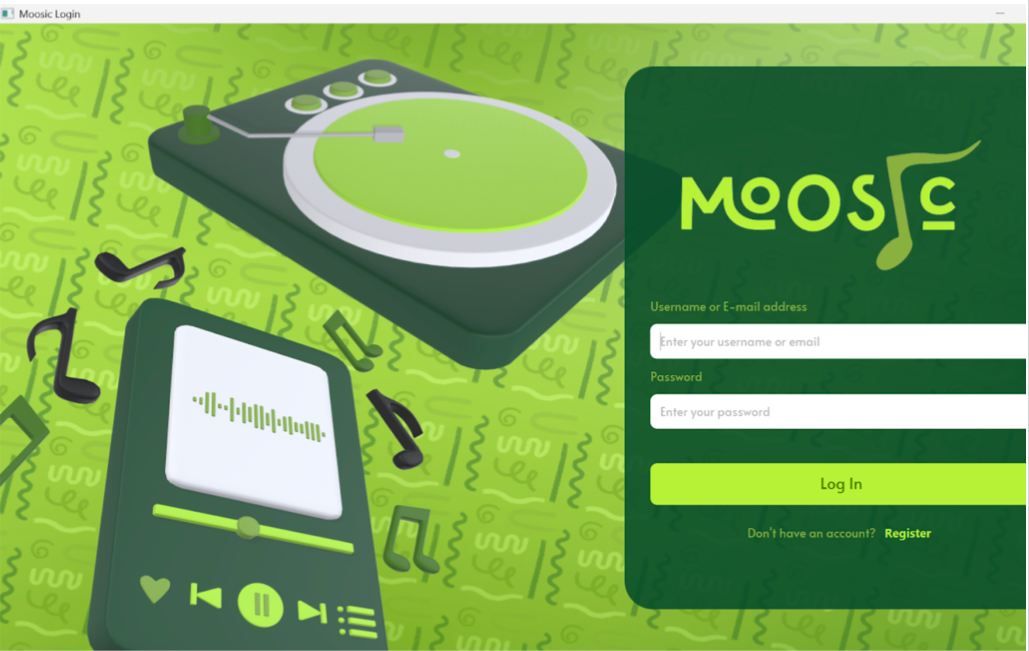 Moosic Login
MOOSIC
Username or E-mail address
Enter your username or email
Password
Enter your password
Log In
Don't have an account? Register